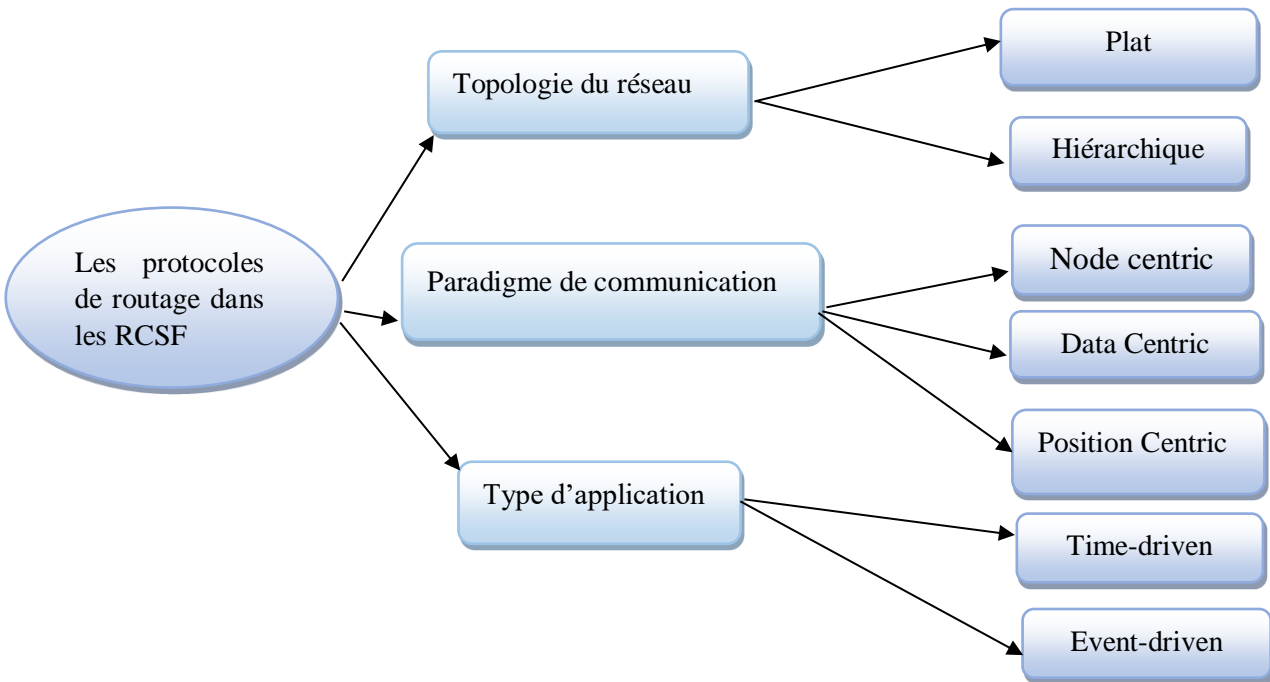 Les protocoles
de routage dans
les RCSF
Topologie du réseau
Plat
Hiérarchique
Paradigme de communication
Node centric
Data Centric
Position Centric
Type d’application
Time-driven
Event-driven